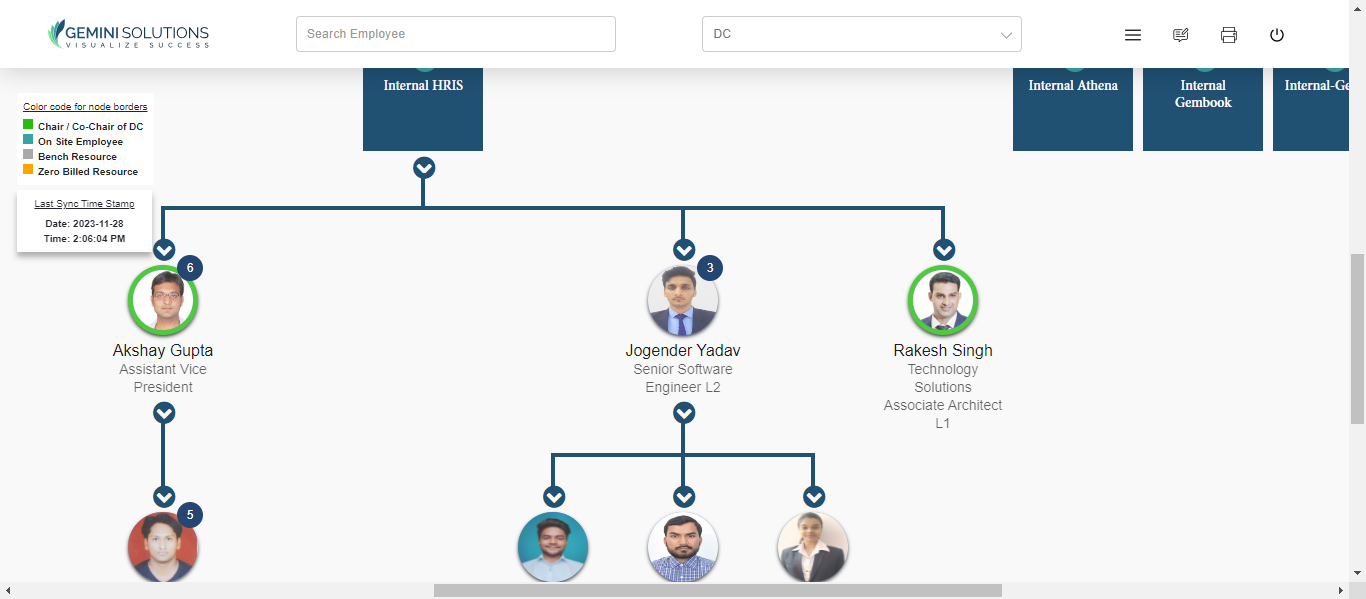 GEMINI SOLUTIONS
VISUALIZE SUCCESS
Search Employee
DC
Internal HRIS
Internal Athena
Internal
Gembook
Internal-Ge
Color code for node borders
Chair / Co-Chair of DC
On Site Employee
Bench Resource
Zero Billed Resource
Last Sync Time Stamp
Date: 2023-11-28
Time: 2:06:04 PM
6
3
Akshay Gupta
Assistant Vice
President
Jogender Yadav
Senior Software
Engineer L2
Rakesh Singh
Technology
Solutions
Associate Architect
L1
5